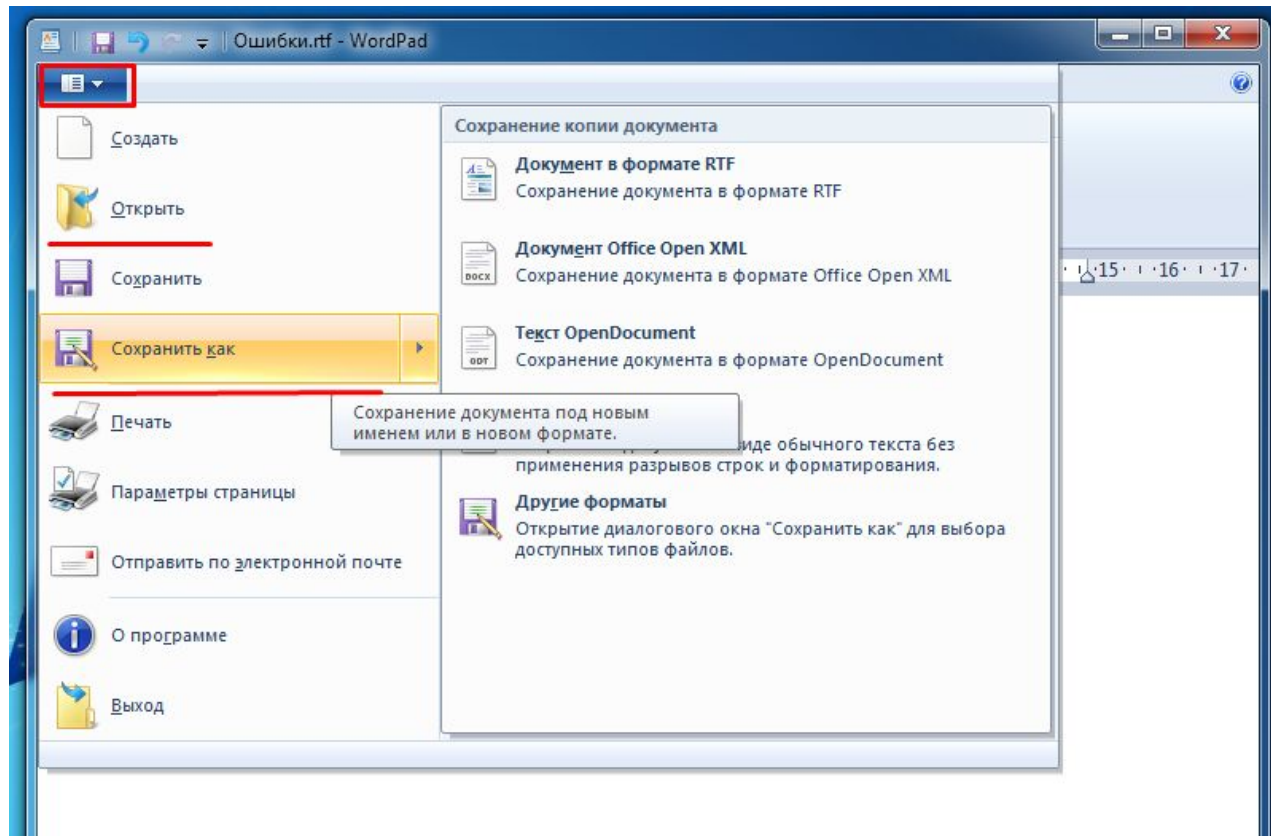 Ошибки.rtf - WordPad
Создать
Открыть
Сохранить
Сохранить как
Печать
Параметры страницы
Отправить по электронной почте
О программе
Выход
Сохранение копии документа
Документ в формате RTF
Сохранение документа в формате RTF
Документ Office Open XML
DOCX
Сохранение документа в формате Office Open XML
Текст OpenDocument
ODT
Сохранение документа в формате OpenDocument
Сохранение документа под новым
именем или в новом формате.
виде обычного текста без
применения разрывов строк и форматирования.
Другие форматы
Открытие диалогового окна "Сохранить как" для выбора
доступных типов файлов.
15 16 17